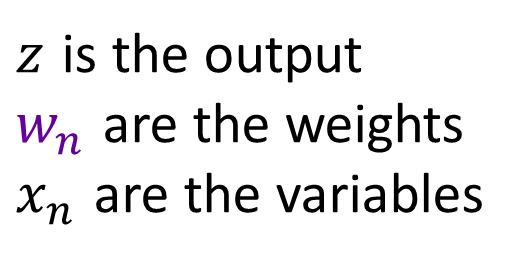 z is the output
wₙ are the weights
xₙ are the variables